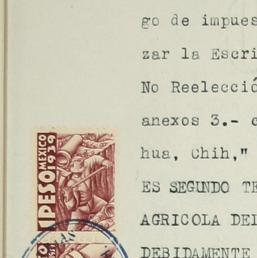 go de impues
zar la Escri
No Reelecció
anexos 3.- c
hua, Chih,"
ES SEGUNDO TE
AGRICOLA DEL
DEBIDAMENTE
1 PESO MEXICO 1939